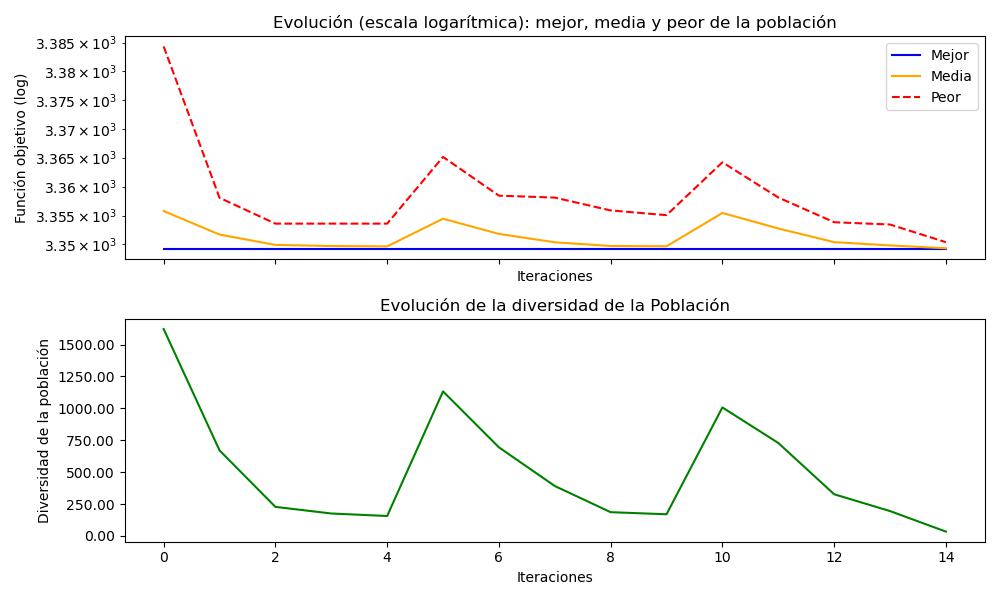 Evolución (escala logarítmica): mejor, media y peor de la población
Función objetivo (log)
3.385 × 10³
3.38 × 10³
3.375 × 10³
3.37 × 10³
3.365 × 10³
3.36 × 10³
3.355 × 10³
3.35 × 10³
Mejor
Media
Peor
Iteraciones
Evolución de la diversidad de la Población
Diversidad de la población
1500.00
1250.00
1000.00
750.00
500.00
250.00
0.00
0 2 4 6 8 10 12 14
Iteraciones